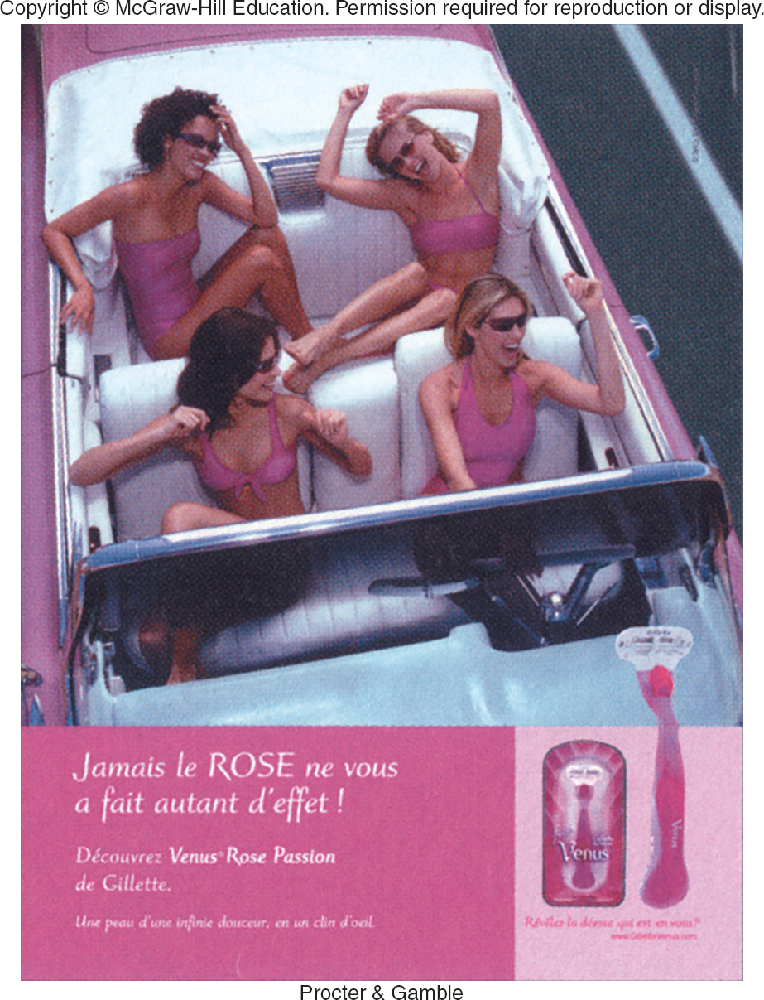 Copyright © McGraw-Hill Education. Permission required for reproduction or display.
Jamais le ROSE ne vous
a fait autant d'effet !
Découvrez Venus® Rose Passion
de Gillette.
Une peau d'une infinie douceur, en un clin d'oeil.
Gillette
Venus
Venus
Révélez la déesse qui est en vous.®
www.GilletteVenus.com
Procter & Gamble